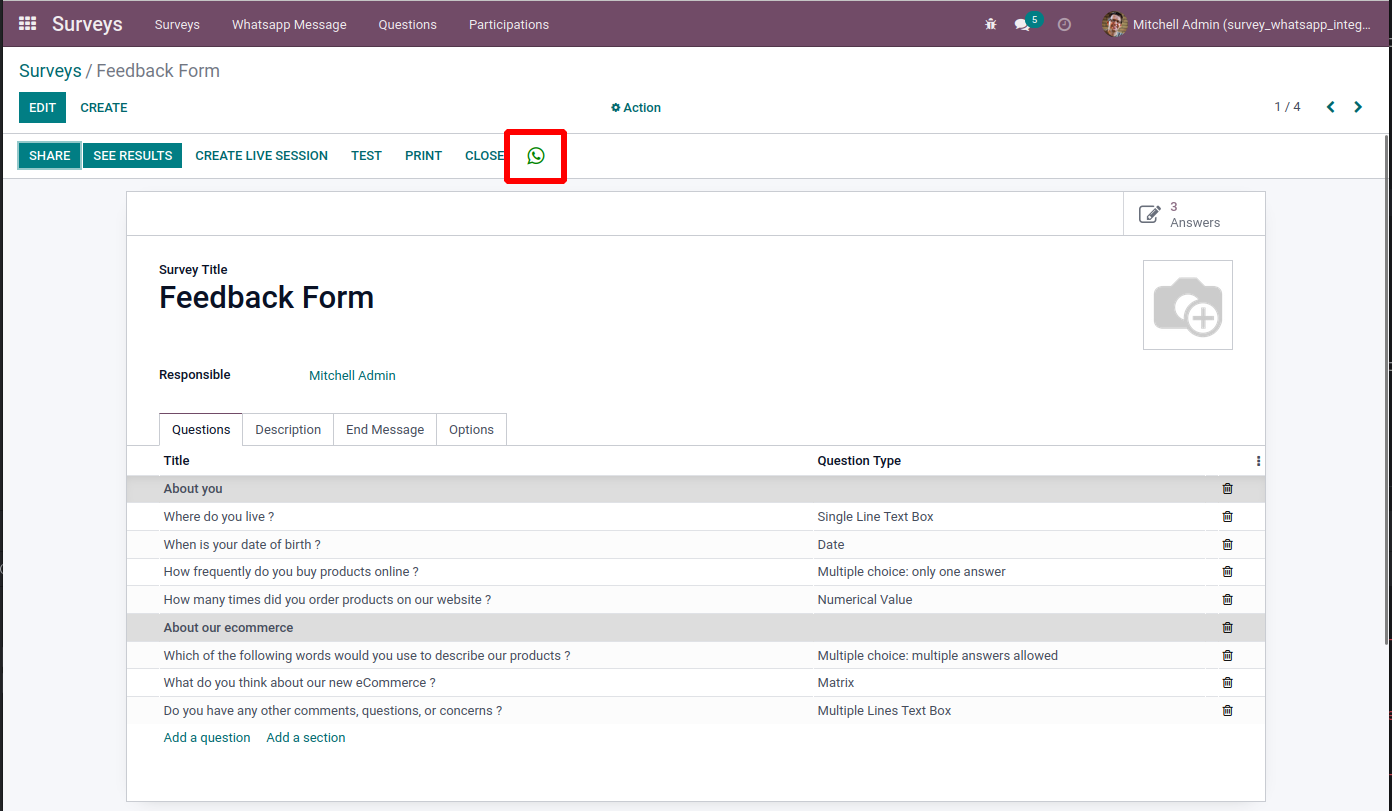 Surveys Surveys Whatsapp Message Questions Participations 5 Mitchell Admin (survey_whatsapp_integ...
Surveys / Feedback Form
EDIT CREATE Action 1 / 4
SHARE SEE RESULTS CREATE LIVE SESSION TEST PRINT CLOSE
3
Answers
Survey Title
Feedback Form
Responsible Mitchell Admin
Questions Description End Message Options
Title Question Type
About you
Where do you live ? Single Line Text Box
When is your date of birth ? Date
How frequently do you buy products online ? Multiple choice: only one answer
How many times did you order products on our website ? Numerical Value
About our ecommerce
Which of the following words would you use to describe our products ? Multiple choice: multiple answers allowed
What do you think about our new eCommerce ? Matrix
Do you have any other comments, questions, or concerns ? Multiple Lines Text Box
Add a question Add a section